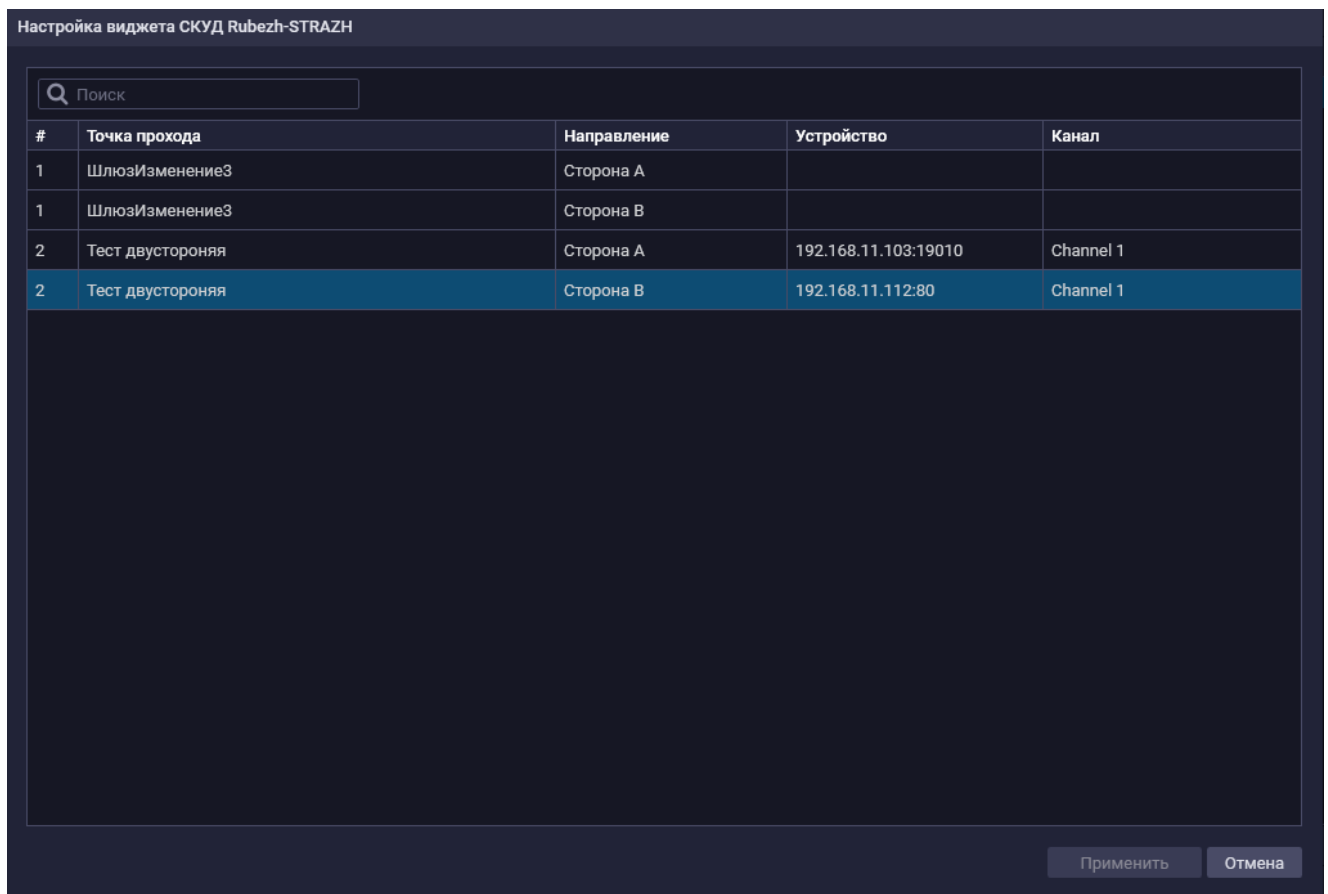 Настройка виджета СКУД Rubezh-STRAZH
Поиск
# Точка прохода Направление Устройство Канал
1 ШлюзИзменение3 Сторона A
1 ШлюзИзменение3 Сторона B
2 Тест двустороняя Сторона A 192.168.11.103:19010 Channel 1
2 Тест двустороняя Сторона B 192.168.11.112:80 Channel 1
Применить Отмена